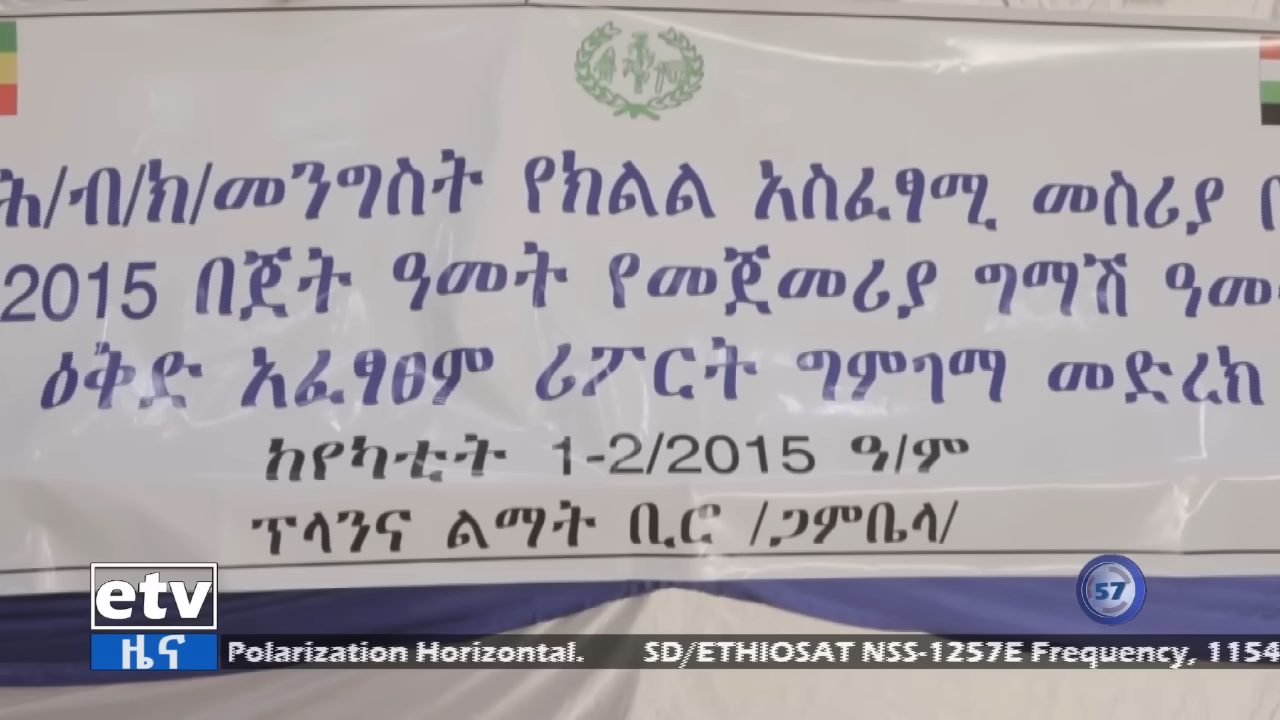 ሕ/ብ/ክ/መንግስት የክልል አስፈፃሚ መስሪያ
2015 በጀት ዓመት የመጀመሪያ ግማሽ ዓመ
ዕቅድ አፈፃፀም ሪፖርት ግምገማ መድረክ
ከየካቲት 1-2/2015 ዓ/ም
ፕላንና ልማት ቢሮ /ጋምቤላ/
etv
57
ዜና
Polarization Horizontal. SD/ETHIOSAT NSS-1257E Frequency, 1154